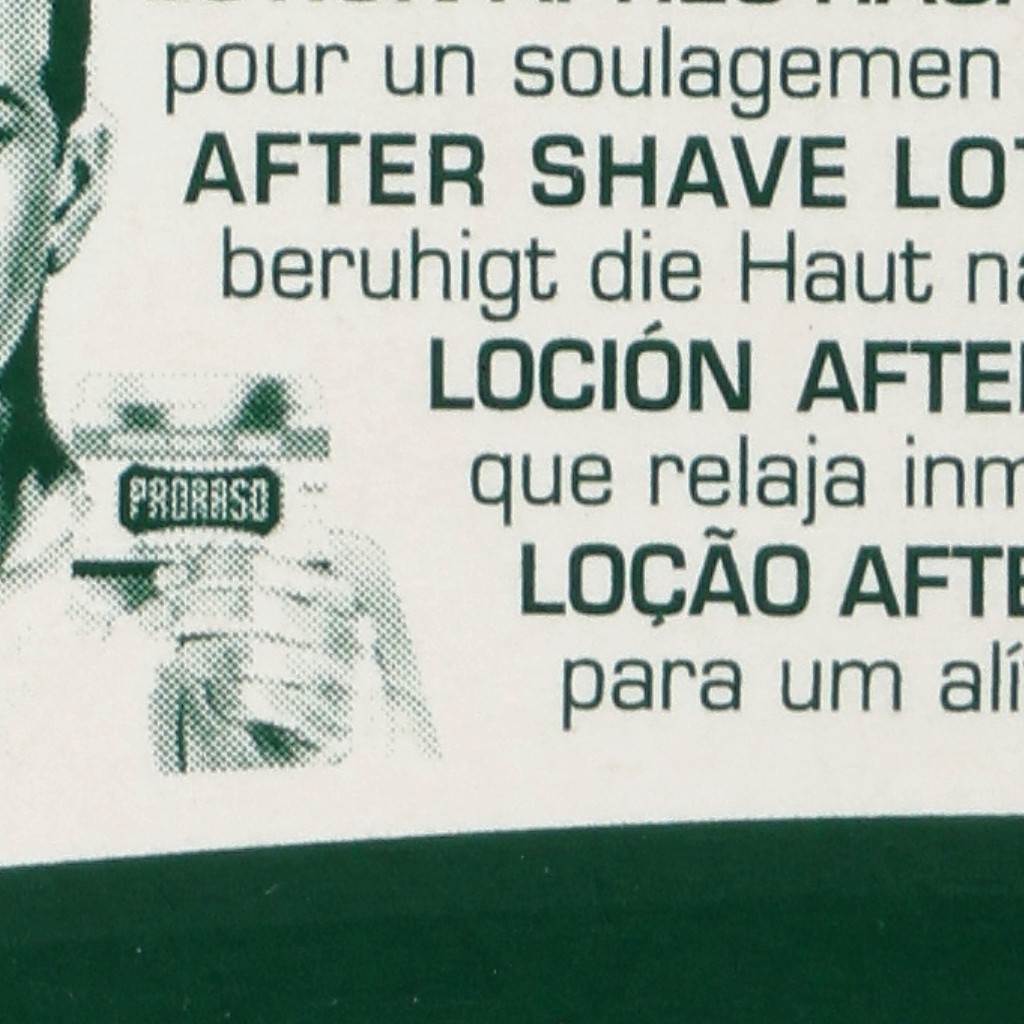 pour un soulagemen
AFTER SHAVE LOT
beruhigt die Haut na
LOCIÓN AFTE
que relaja inm
PRORASO
LOÇÃO AFTE
para um alí